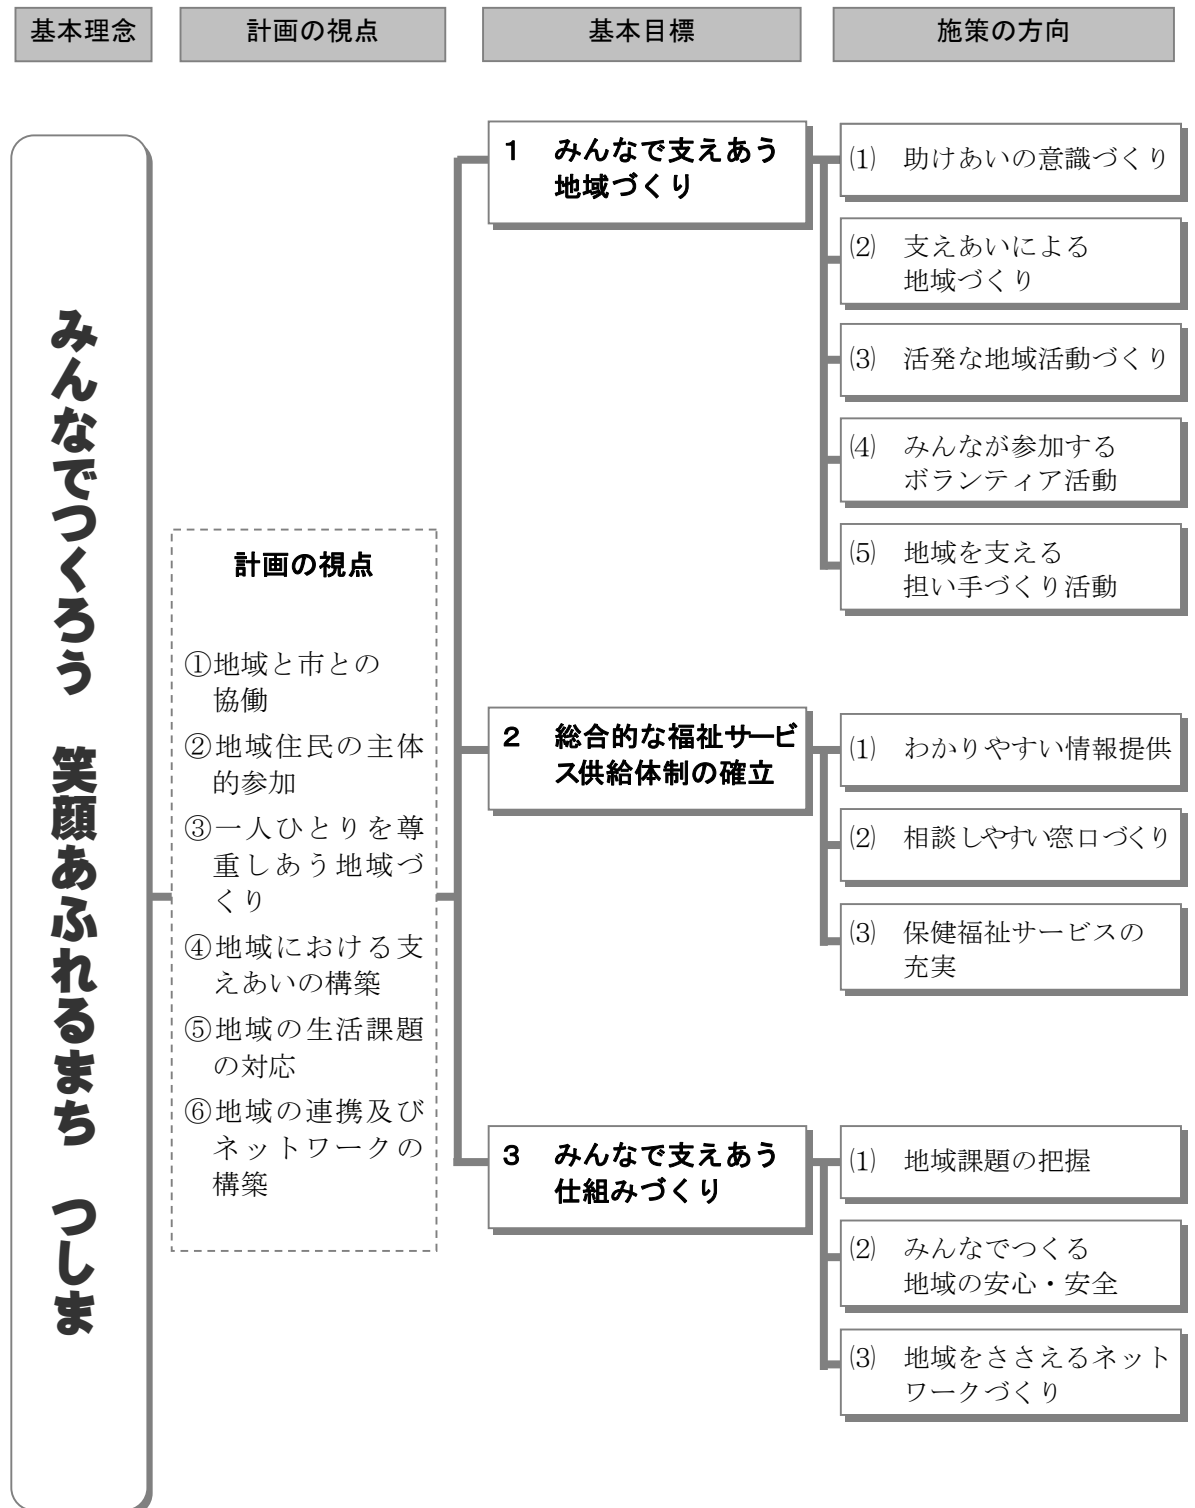 基本理念
計画の視点
基本目標
施策の方向
みんなでつくろう　笑顔あふれるまち　つしま
計画の視点
①地域と市との
協働
②地域住民の主体
的参加
③一人ひとりを尊
重しあう地域づ
くり
④地域における支
えあいの構築
⑤地域の生活課題
の対応
⑥地域の連携及び
ネットワークの
構築
１　みんなで支えあう
地域づくり
⑴　助けあいの意識づくり
⑵　支えあいによる
地域づくり
⑶　活発な地域活動づくり
⑷　みんなが参加する
ボランティア活動
⑸　地域を支える
担い手づくり活動
２　総合的な福祉サービ
ス供給体制の確立
⑴　わかりやすい情報提供
⑵　相談しやすい窓口づくり
⑶　保健福祉サービスの
充実
３　みんなで支えあう
仕組みづくり
⑴　地域課題の把握
⑵　みんなでつくる
地域の安心・安全
⑶　地域をささえるネット
ワークづくり